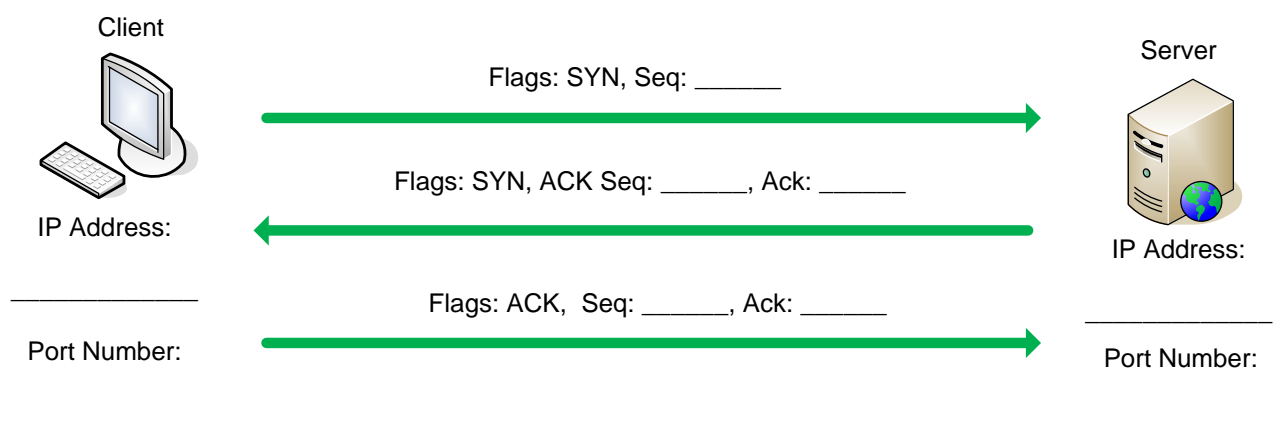 Client
Server
Flags: SYN, Seq: ______
Flags: SYN, ACK Seq: ______, Ack: ______
IP Address:
IP Address:
_____________
Flags: ACK,  Seq: ______, Ack: ______
_____________
Port Number:
Port Number: